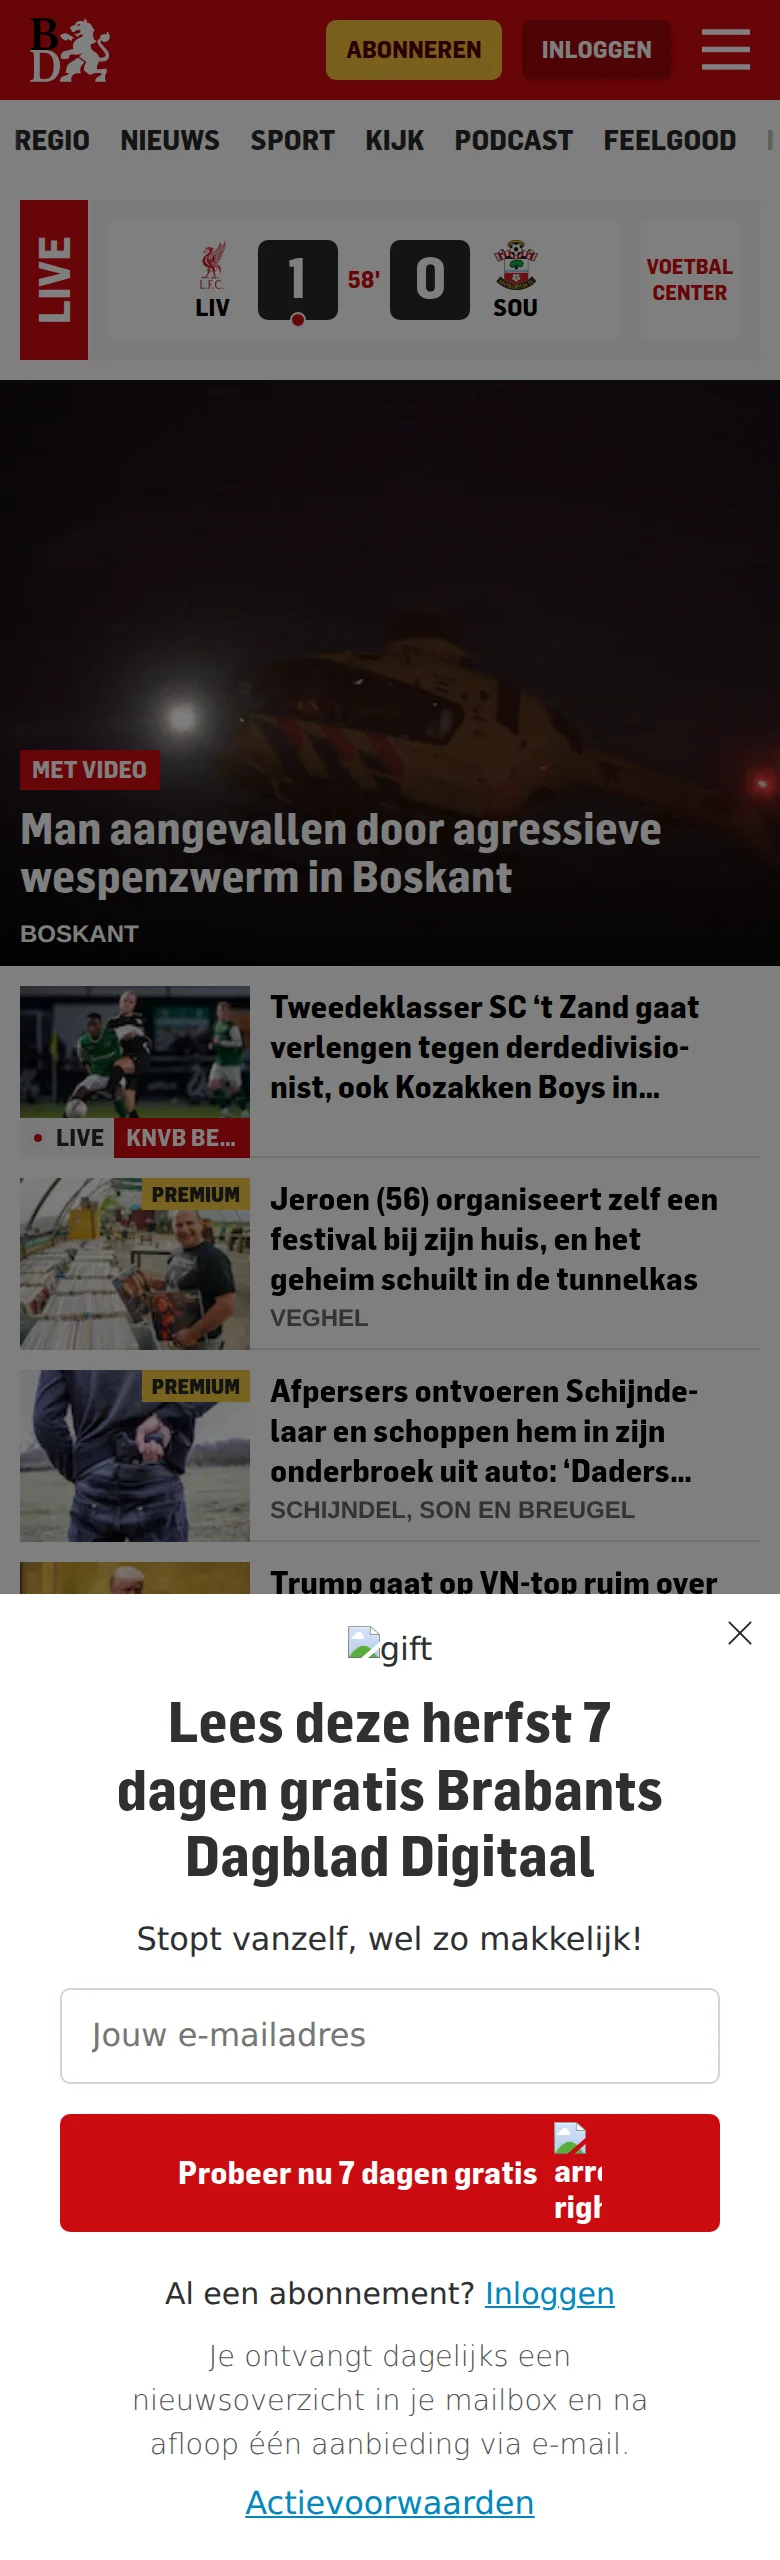 B
D
ABONNEREN
INLOGGEN
REGIO NIEUWS SPORT KIJK PODCAST FEELGOOD
LIVE
L.F.C.
LIV
1
58'
0
SOU
VOETBAL
CENTER
MET VIDEO
Man aangevallen door agressieve
wespenzwerm in Boskant
BOSKANT
Tweedeklasser SC ‘t Zand gaat
verlengen tegen derdedivisio-
nist, ook Kozakken Boys in...
LIVE
KNVB BE...
PREMIUM
Jeroen (56) organiseert zelf een
festival bij zijn huis, en het
geheim schuilt in de tunnelkas
VEGHEL
PREMIUM
Afpersers ontvoeren Schijnde-
laar en schoppen hem in zijn
onderbroek uit auto: ‘Daders...
SCHIJNDEL, SON EN BREUGEL
Trump gaat op VN-top ruim over
gift
Lees deze herfst 7
dagen gratis Brabants
Dagblad Digitaal
Stopt vanzelf, wel zo makkelijk!
Jouw e-mailadres
Probeer nu 7 dagen gratis
Al een abonnement? Inloggen
Je ontvangt dagelijks een
nieuwsoverzicht in je mailbox en na
afloop één aanbieding via e-mail.
Actievoorwaarden